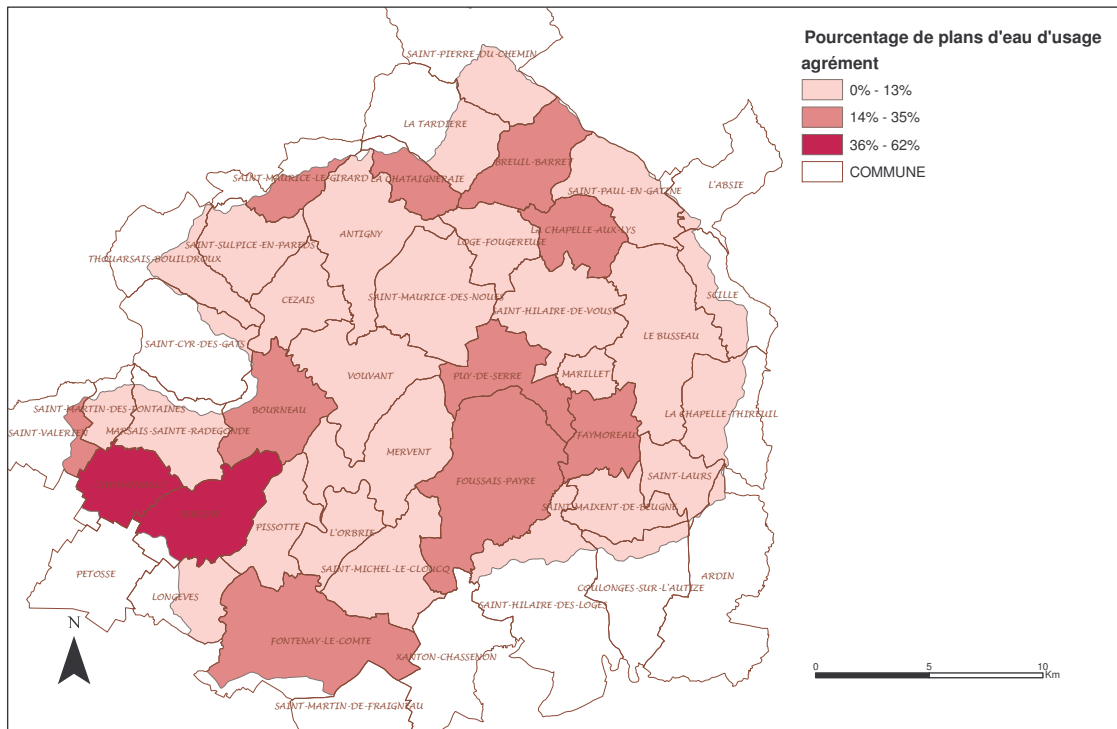 Pourcentage de plans d'eau d'usage
agrément
0% - 13%
14% - 35%
36% - 62%
COMMUNE
SAINT-PIERRE-DU-CHEMIN
LA TARDIERE
BREUIL-BARRET
L'ABSIE
SAINT-MAURICE-LE-GIRARD
LA CHATAIGNERAIE
SAINT-PAUL-EN-GATINE
LA CHAPELLE-AUX-LYS
ANTIGNY
LOGE-FOUGEREUSE
SAINT-SULPICE-EN-PAREDS
THOUARSAIS-BOUILDROUX
SCILLE
CEZAIS
SAINT-MAURICE-DES-NOUES
SAINT-HILAIRE-DE-VOUST
LE BUSSEAU
SAINT-CYR-DES-GATS
VOUVANT
PUY-DE-SERRE
MARILLET
SAINT-MARTIN-DES-FONTAINES
BOURNEAU
LA CHAPELLE-THIREUIL
SAINT-VALERIEN
MARSAIS-SAINTE-RADEGONDE
FAYMOREAU
MERVENT
FOUSSAIS-PAYRE
SAINT-LAURS
SAINT-MAIXENT-DE-BEUGNE
PISSOTTE
L'ORBRIE
PETOSSE
SAINT-MICHEL-LE-CLOUCQ
ARDIN
COULONGES-SUR-L'AUTIZE
LONGEVES
SAINT-HILAIRE-DES-LOGES
N
FONTENAY-LE-COMTE
XANTON-CHASSENON
SAINT-MARTIN-DE-FRAIGNEAU
0 5 10
Km